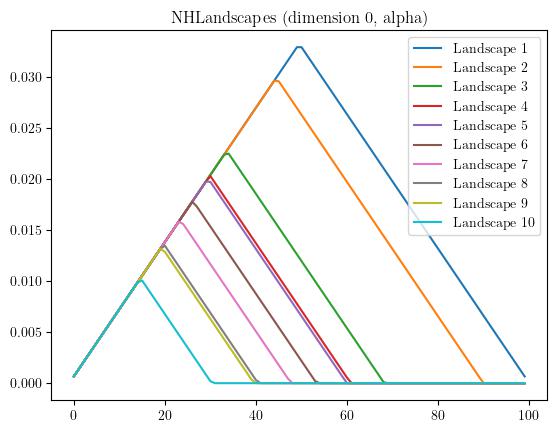 NHLandscapes (dimension 0, alpha)
Landscape 1
Landscape 2
Landscape 3
Landscape 4
Landscape 5
Landscape 6
Landscape 7
Landscape 8
Landscape 9
Landscape 10
0.030
0.025
0.020
0.015
0.010
0.005
0.000
0 20 40 60 80 100